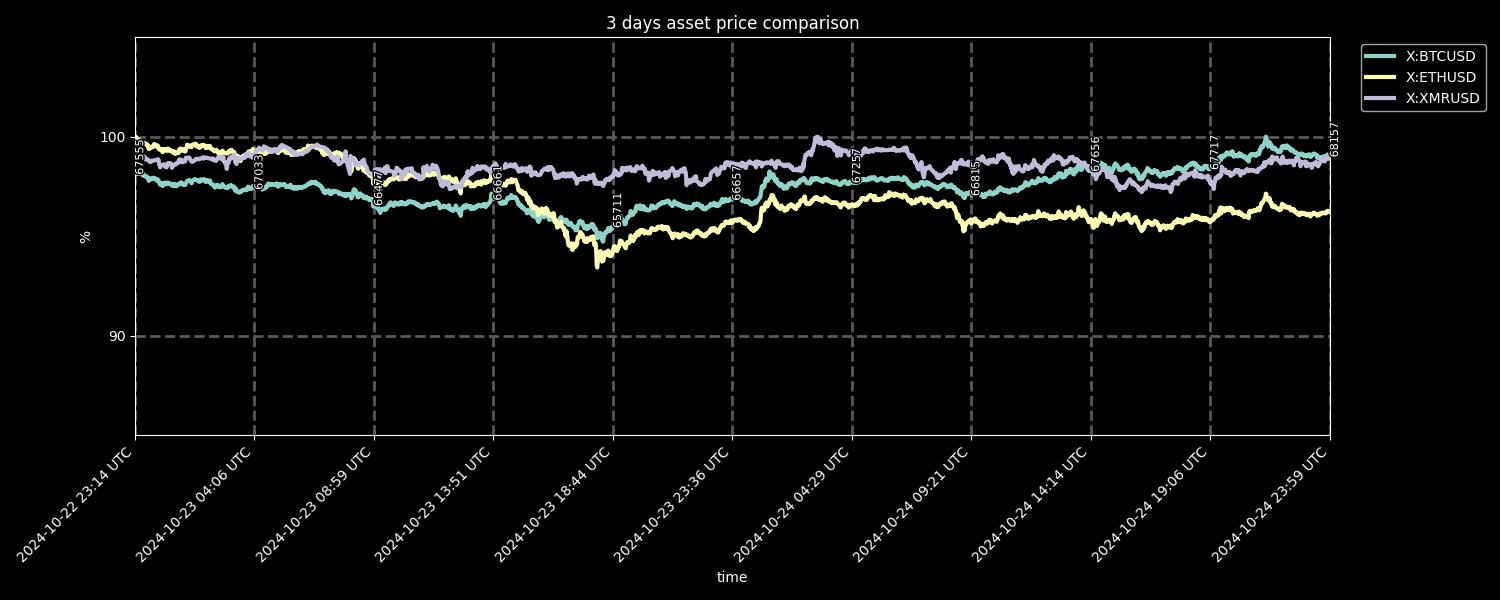 3 days asset price comparison
X:BTCUSD
X:ETHUSD
X:XMRUSD
100
90
%
67555
67033
66477
66661
65711
66657
67257
66815
67656
67717
68157
2024-10-22 23:14 UTC
2024-10-23 04:06 UTC
2024-10-23 08:59 UTC
2024-10-23 13:51 UTC
2024-10-23 18:44 UTC
2024-10-23 23:36 UTC
2024-10-24 04:29 UTC
2024-10-24 09:21 UTC
2024-10-24 14:14 UTC
2024-10-24 19:06 UTC
2024-10-24 23:59 UTC
time